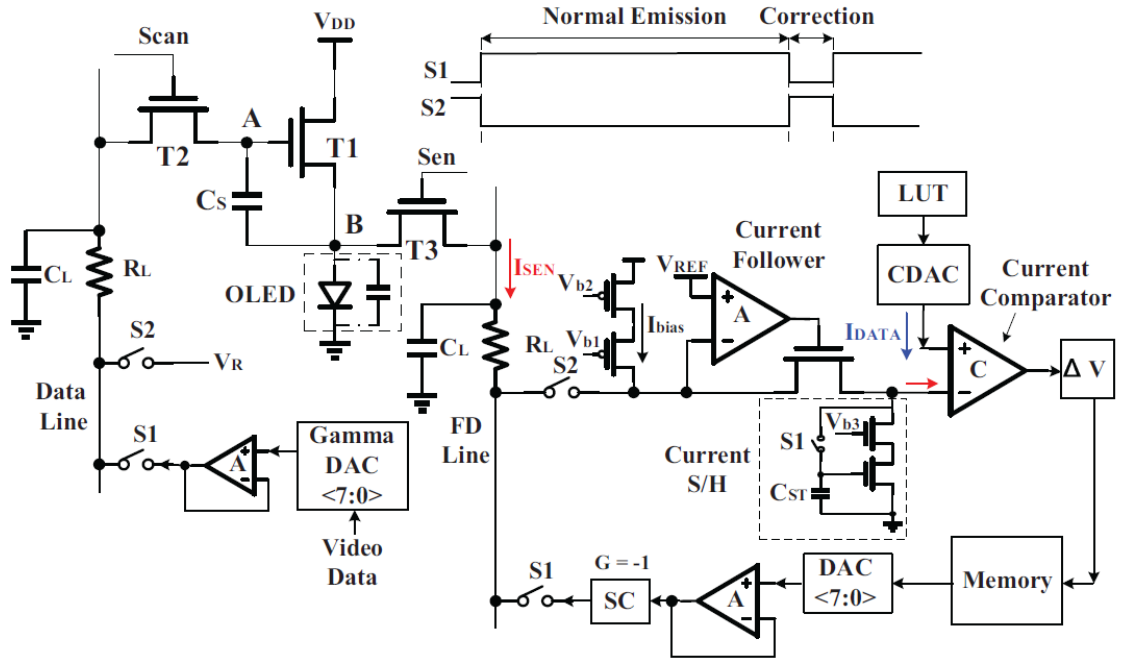 Normal Emission
Correction
VDD
Scan
S1
S2
A
T1
T2
Sen
CS
B
T3
LUT
CDAC
Current
Follower
Current
Comparator
ISEN
VREF
Vb2
Ibias
A
IDATA
+
-
CL
RL
OLED
CL
RL
Vb1
S2
+
C
-
Δ V
S2
VR
Data
Line
FD
Line
S1
Gamma
DAC
<7:0>
+
A
-
Vb3
S1
Current
S/H
CST
Video
Data
G = -1
S1
SC
+
A
-
DAC
<7:0>
Memory